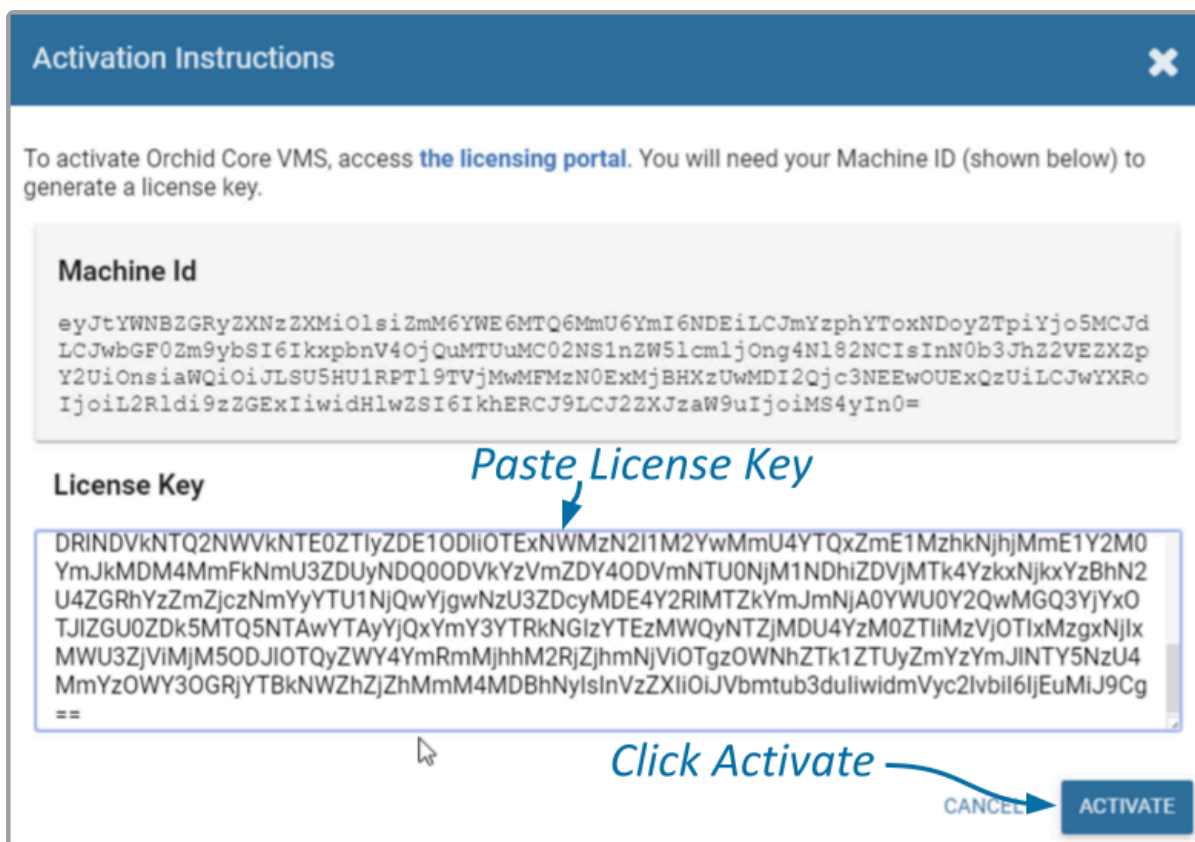 Activation Instructions
To activate Orchid Core VMS, access the licensing portal. You will need your Machine ID (shown below) to
generate a license key.
Machine Id
eyJtYWNBZGRyZXNzZXMiOlsiZmM6YWE6MTQ6MmU6YmI6NDEiLCJmYzphYToxNDoyZTpiYjo5MCJd
LCJwbGF0Zm9ybSI6IkxpbnV4OjQuMTUuMC02NS1nZW5lcmljOng4Nl82NCIsInN0b3JhZ2VEZXZp
Y2UiOnsiaWQiOiJLSU5HU1RPTl9TVjMwMFMzN0ExMjBHXzUwMDI2Qjc3NEEwOUExQzUiLCJwYXRo
IjoiL2Rldi9zZGExIiwidHlwZSI6IkhERCJ9LCJ2ZXJzaW9uIjoiMS4yIn0=
Paste License Key
License Key
DRlNDVkNTQ2NWVkNTE0ZTIyZDE1ODliOTExNWMzN2I1M2YwMmU4YTQxZmE1MzhkNjhjMmE1Y2M0
YmJkMDM4MmFkNmU3ZDUyNDQ0ODVkYzVmZDY4ODVmNTU0NjM1NDhiZDVjMTk4YzkxNjkxYzBhN2
U4ZGRhYzZmZjczNmYyYTU1NjQwYjgwNzU3ZDcyMDE4Y2RlMTZkYmJmNjA0YWU0Y2QwMGQ3YjYxO
TJlZGU0ZDk5MTQ5NTAwYTAyYjQxYmY3YTRkNGIzYTEzMWQyNTZjMDU4YzM0ZTliMzVjOTIxMzgxNjIx
MWU3ZjViMjM5ODJlOTQyZWY4YmRmMjhhM2RjZjhmNjViOTgzOWNhZTk1ZTUyZmYzYmJlNTY5NzU4
MmYzOWY3OGRjYTBkNWZhZjZhMmM4MDBhNyIsInVzZXIiOiJVbmtub3duIiwidmVyc2lvbiI6IjEuMiJ9Cg
==
Click Activate
CANCEL
ACTIVATE